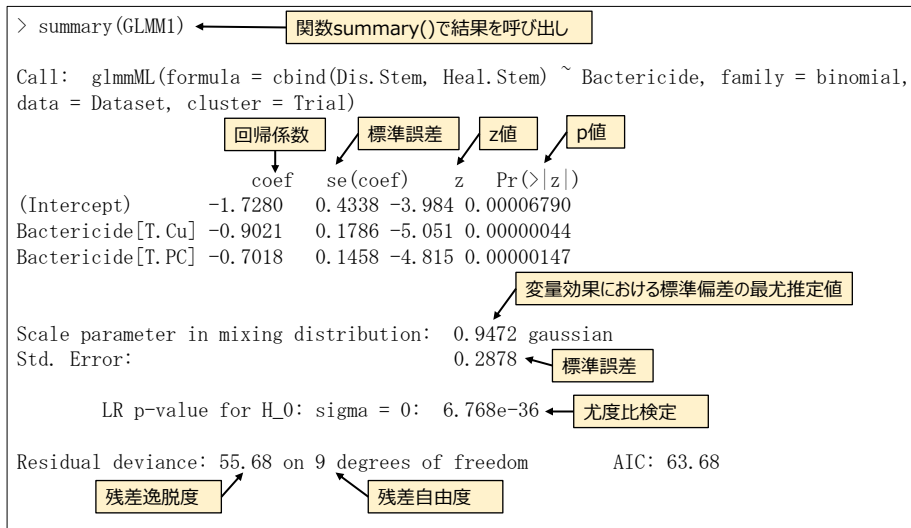 > summary(GLMM1)
関数summary()で結果を呼び出し
Call: glmmML(formula = cbind(Dis.Stem, Heal.Stem) ~ Bactericide, family = binomial,
data = Dataset, cluster = Trial)
回帰係数 標準誤差 z値 p値
coef se(coef) z Pr(>|z|)
(Intercept) -1.7280 0.4338 -3.984 0.00006790
Bactericide[T.Cu] -0.9021 0.1786 -5.051 0.00000044
Bactericide[T.PC] -0.7018 0.1458 -4.815 0.00000147
変量効果における標準偏差の最尤推定値
Scale parameter in mixing distribution: 0.9472 gaussian
Std. Error: 0.2878
標準誤差
LR p-value for H_0: sigma = 0: 6.768e-36
尤度比検定
Residual deviance: 55.68 on 9 degrees of freedom AIC: 63.68
残差逸脱度 残差自由度